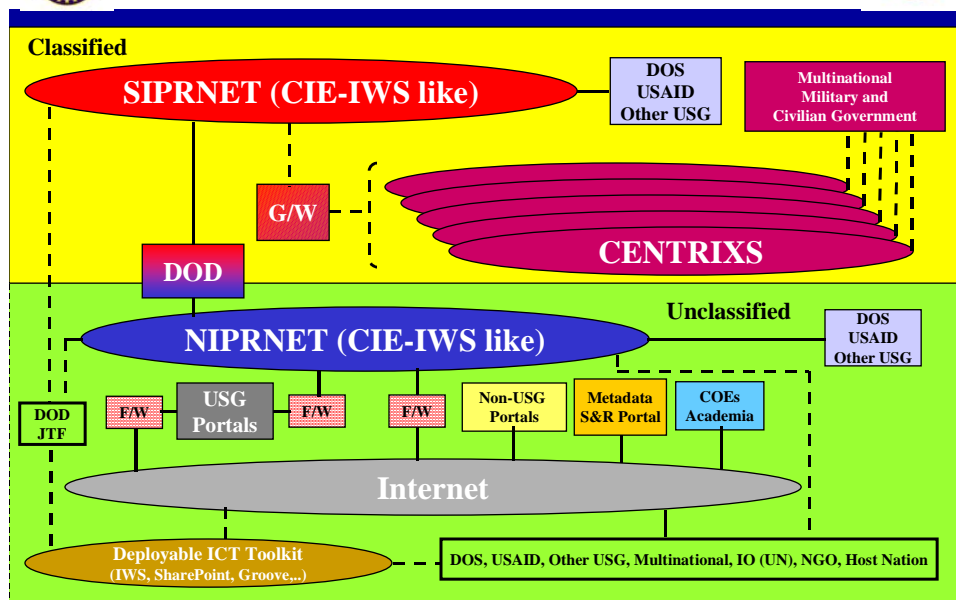 Classified
SIPRNET (CIE-IWS like)
DOS
USAID
Other USG
Multinational
Military and
Civilian Government
G/W
CENTRIXS
DOD
Unclassified
NIPRNET (CIE-IWS like)
DOS
USAID
Other USG
DOD
JTF
F/W
USG
Portals
F/W
F/W
Non-USG
Portals
Metadata
S&R Portal
COEs
Academia
Internet
Deployable ICT Toolkit
(IWS, SharePoint, Groove,..)
DOS, USAID, Other USG, Multinational, IO (UN), NGO, Host Nation